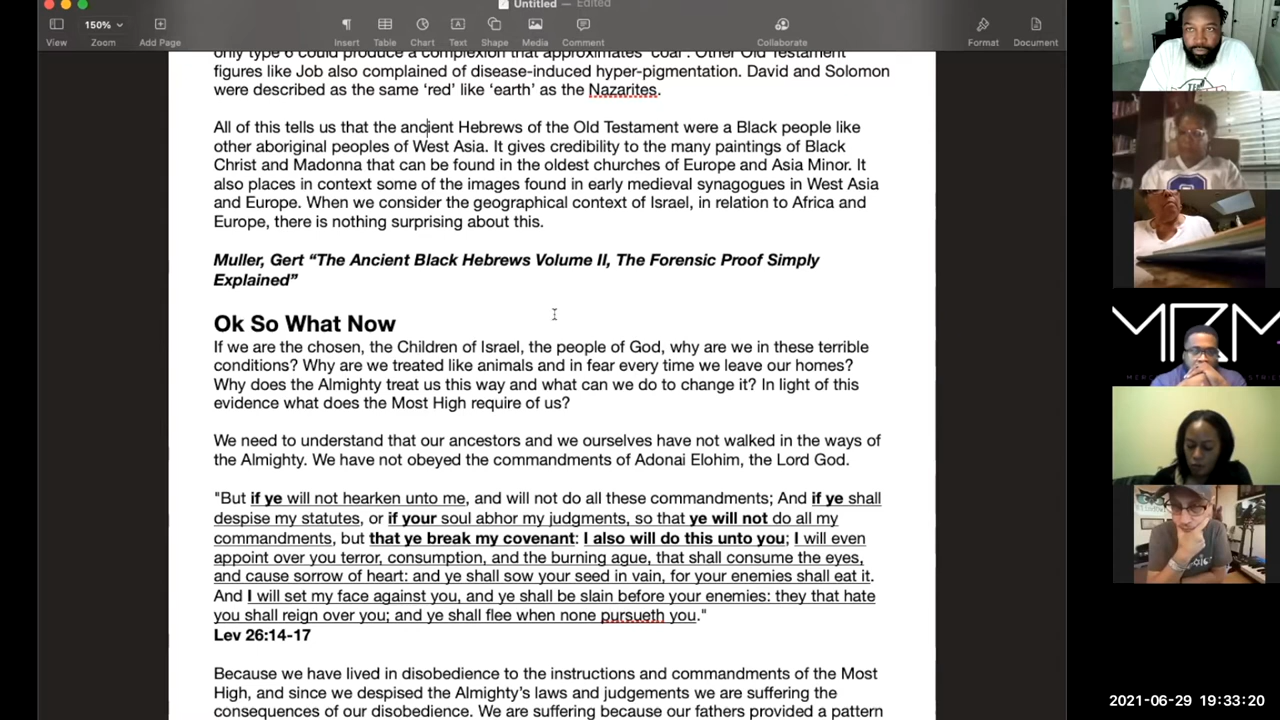 Untitled — Edited
150%
View
Zoom
Add Page
Insert
Table
Chart
Text
Shape
Media
Comment
Collaborate
Format
Document
only type 6 could produce a complexion that approximates 'coal'. Other Old Testament
figures like Job also complained of disease-induced hyper-pigmentation. David and Solomon
were described as the same 'red' like 'earth' as the Nazarites.
All of this tells us that the ancient Hebrews of the Old Testament were a Black people like
other aboriginal peoples of West Asia. It gives credibility to the many paintings of Black
Christ and Madonna that can be found in the oldest churches of Europe and Asia Minor. It
also places in context some of the images found in early medieval synagogues in West Asia
and Europe. When we consider the geographical context of Israel, in relation to Africa and
Europe, there is nothing surprising about this.
Muller, Gert “The Ancient Black Hebrews Volume II, The Forensic Proof Simply
Explained”
Ok So What Now
If we are the chosen, the Children of Israel, the people of God, why are we in these terrible
conditions? Why are we treated like animals and in fear every time we leave our homes?
Why does the Almighty treat us this way and what can we do to change it? In light of this
evidence what does the Most High require of us?
We need to understand that our ancestors and we ourselves have not walked in the ways of
the Almighty. We have not obeyed the commandments of Adonai Elohim, the Lord God.
"But if ye will not hearken unto me, and will not do all these commandments; And if ye shall
despise my statutes, or if your soul abhor my judgments, so that ye will not do all my
commandments, but that ye break my covenant: I also will do this unto you; I will even
appoint over you terror, consumption, and the burning ague, that shall consume the eyes,
and cause sorrow of heart: and ye shall sow your seed in vain, for your enemies shall eat it.
And I will set my face against you, and ye shall be slain before your enemies: they that hate
you shall reign over you; and ye shall flee when none pursueth you."
Lev 26:14-17
Because we have lived in disobedience to the instructions and commandments of the Most
High, and since we despised the Almighty's laws and judgements we are suffering the
consequences of our disobedience. We are suffering because our fathers provided a pattern
MRM
2021-06-29 19:33:20